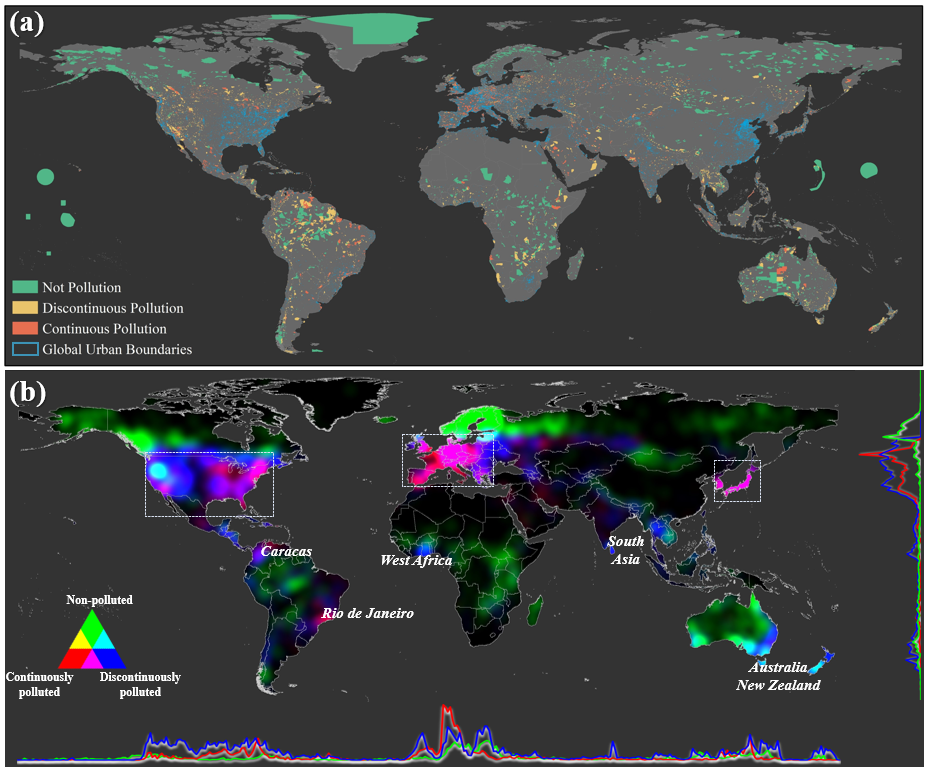 (a)
Not Pollution
Discontinuous Pollution
Continuous Pollution
Global Urban Boundaries
(b)
Caracas
West Africa
South
Asia
Rio de Janeiro
Non-polluted
Continuously
polluted
Discontinuously
polluted
Australia
New Zealand